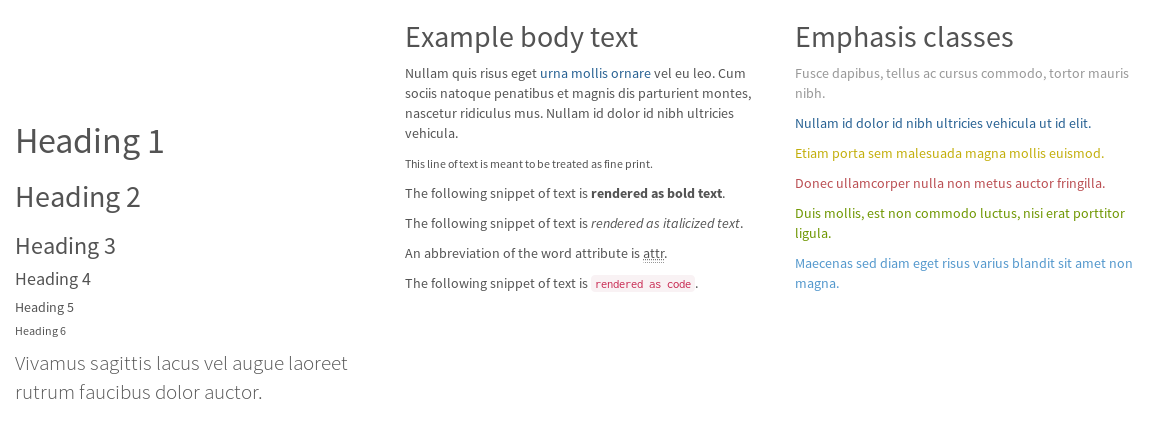 Heading 1
Heading 2
Heading 3
Heading 4
Heading 5
Heading 6
Vivamus sagittis lacus vel augue laoreet
rutrum faucibus dolor auctor.
Example body text
Nullam quis risus eget urna mollis ornare vel eu leo. Cum
sociis natoque penatibus et magnis dis parturient montes,
nascetur ridiculus mus. Nullam id dolor id nibh ultricies
vehicula.
This line of text is meant to be treated as fine print.
The following snippet of text is rendered as bold text.
The following snippet of text is rendered as italicized text.
An abbreviation of the word attribute is attr.
The following snippet of text is rendered as code.
Emphasis classes
Fusce dapibus, tellus ac cursus commodo, tortor mauris
nibh.
Nullam id dolor id nibh ultricies vehicula ut id elit.
Etiam porta sem malesuada magna mollis euismod.
Donec ullamcorper nulla non metus auctor fringilla.
Duis mollis, est non commodo luctus, nisi erat porttitor
ligula.
Maecenas sed diam eget risus varius blandit sit amet non
magna.